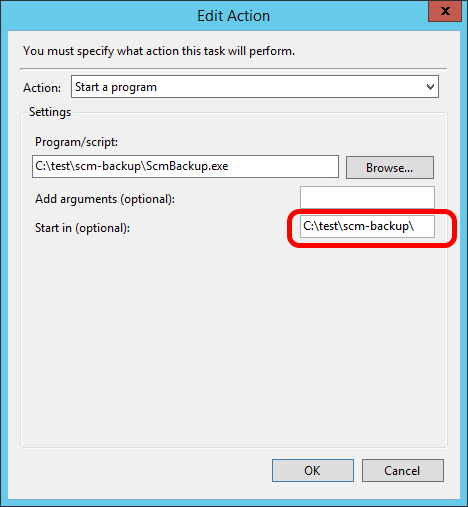 Edit Action
You must specify what action this task will perform.
Action: Start a program
Settings
Program/script:
C:\test\scm-backup\ScmBackup.exe Browse...
Add arguments (optional):
Start in (optional): C:\test\scm-backup\
OK Cancel